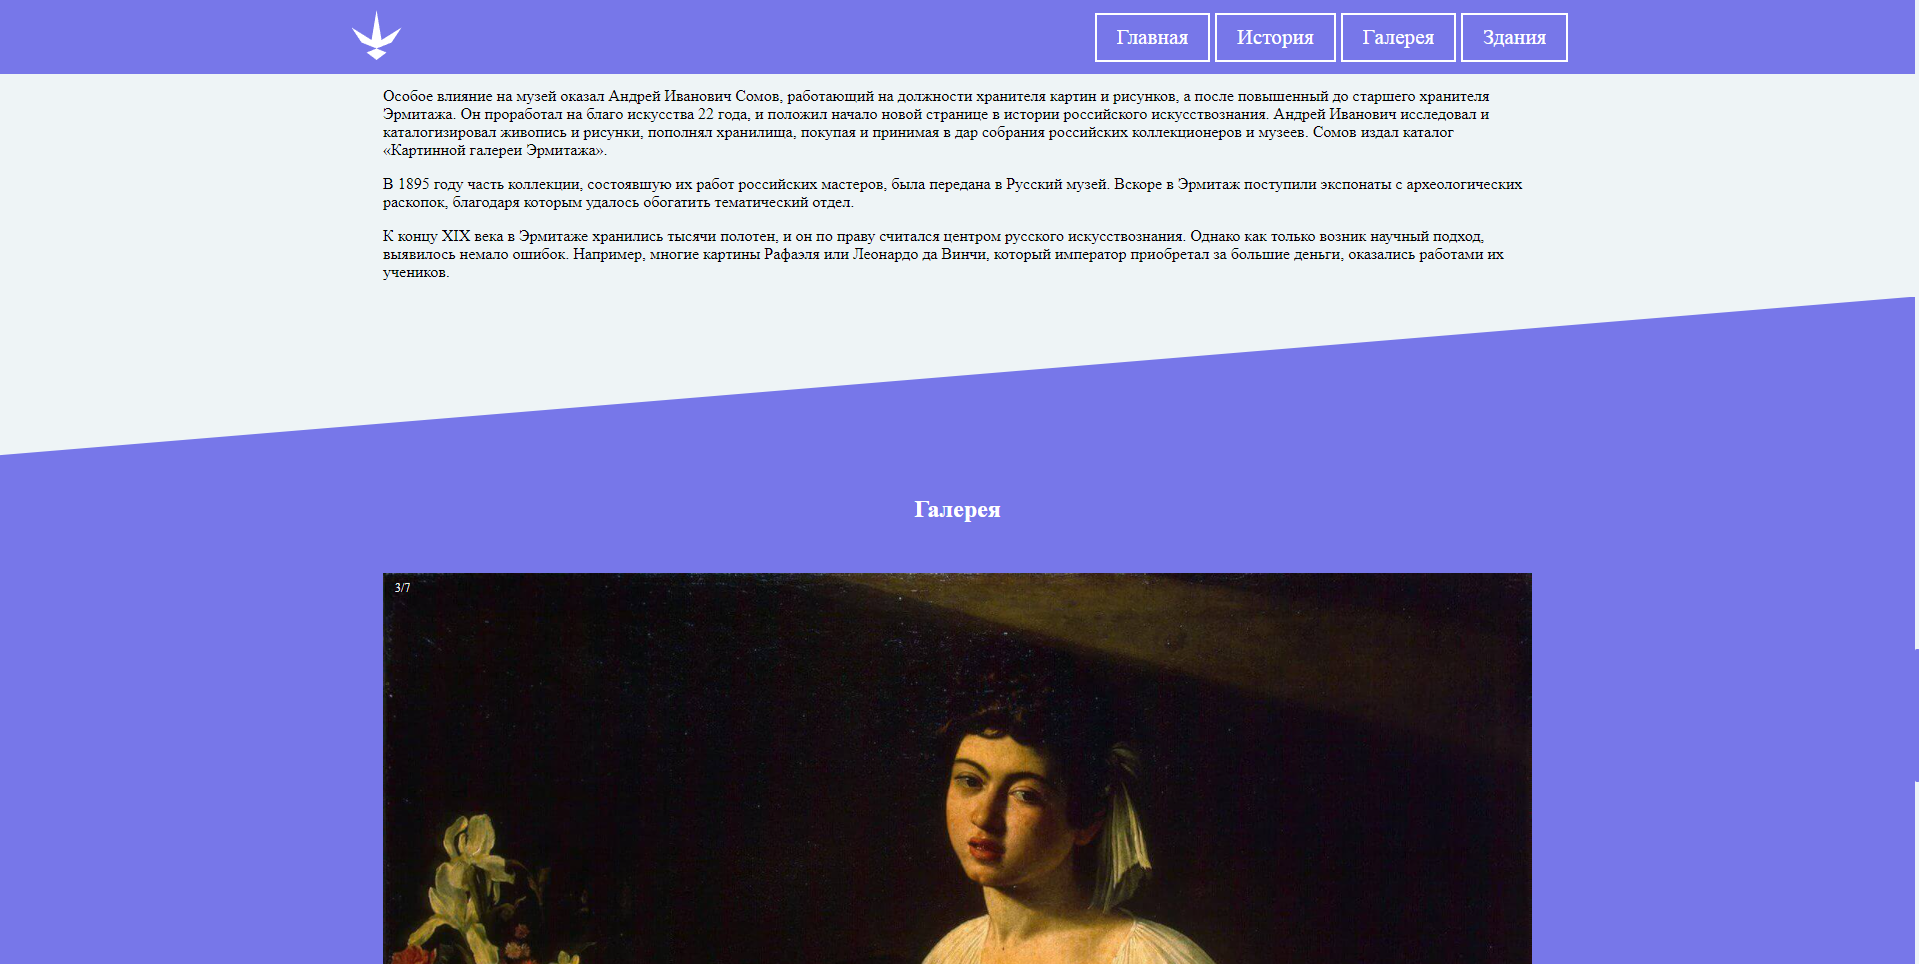 Главная История Галерея Здания
Особое влияние на музей оказал Андрей Иванович Сомов, работающий на должности хранителя картин и рисунков, а после повышенный до старшего хранителя
Эрмитажа. Он проработал на благо искусства 22 года, и положил начало новой странице в истории российского искусствознания. Андрей Иванович исследовал и
каталогизировал живопись и рисунки, пополнял хранилища, покупая и принимая в дар собрания российских коллекционеров и музеев. Сомов издал каталог
«Картинной галереи Эрмитажа».
В 1895 году часть коллекции, состоявшую их работ российских мастеров, была передана в Русский музей. Вскоре в Эрмитаж поступили экспонаты с археологических
раскопок, благодаря которым удалось обогатить тематический отдел.
К концу XIX века в Эрмитаже хранились тысячи полотен, и он по праву считался центром русского искусствознания. Однако как только возник научный подход,
выявилось немало ошибок. Например, многие картины Рафаэля или Леонардо да Винчи, который император приобретал за большие деньги, оказались работами их
учеников.
Галерея
3/7